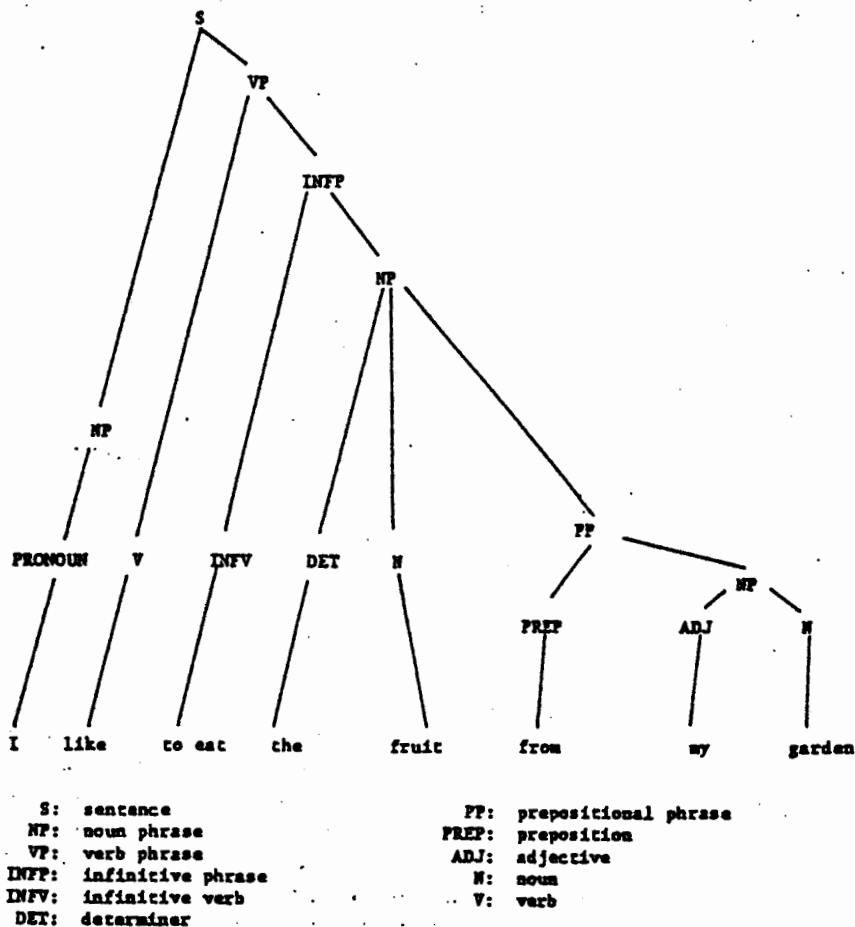 S
VP
INFP
NP
NP
PP
PRONOUN V INFV DET N
NP
PREP ADJ N
I like to eat the fruit from my garden
S: sentence
NP: noun phrase
VP: verb phrase
INFP: infinitive phrase
INFV: infinitive verb
DET: determiner
PP: prepositional phrase
PREP: preposition
ADJ: adjective
N: noun
V: verb